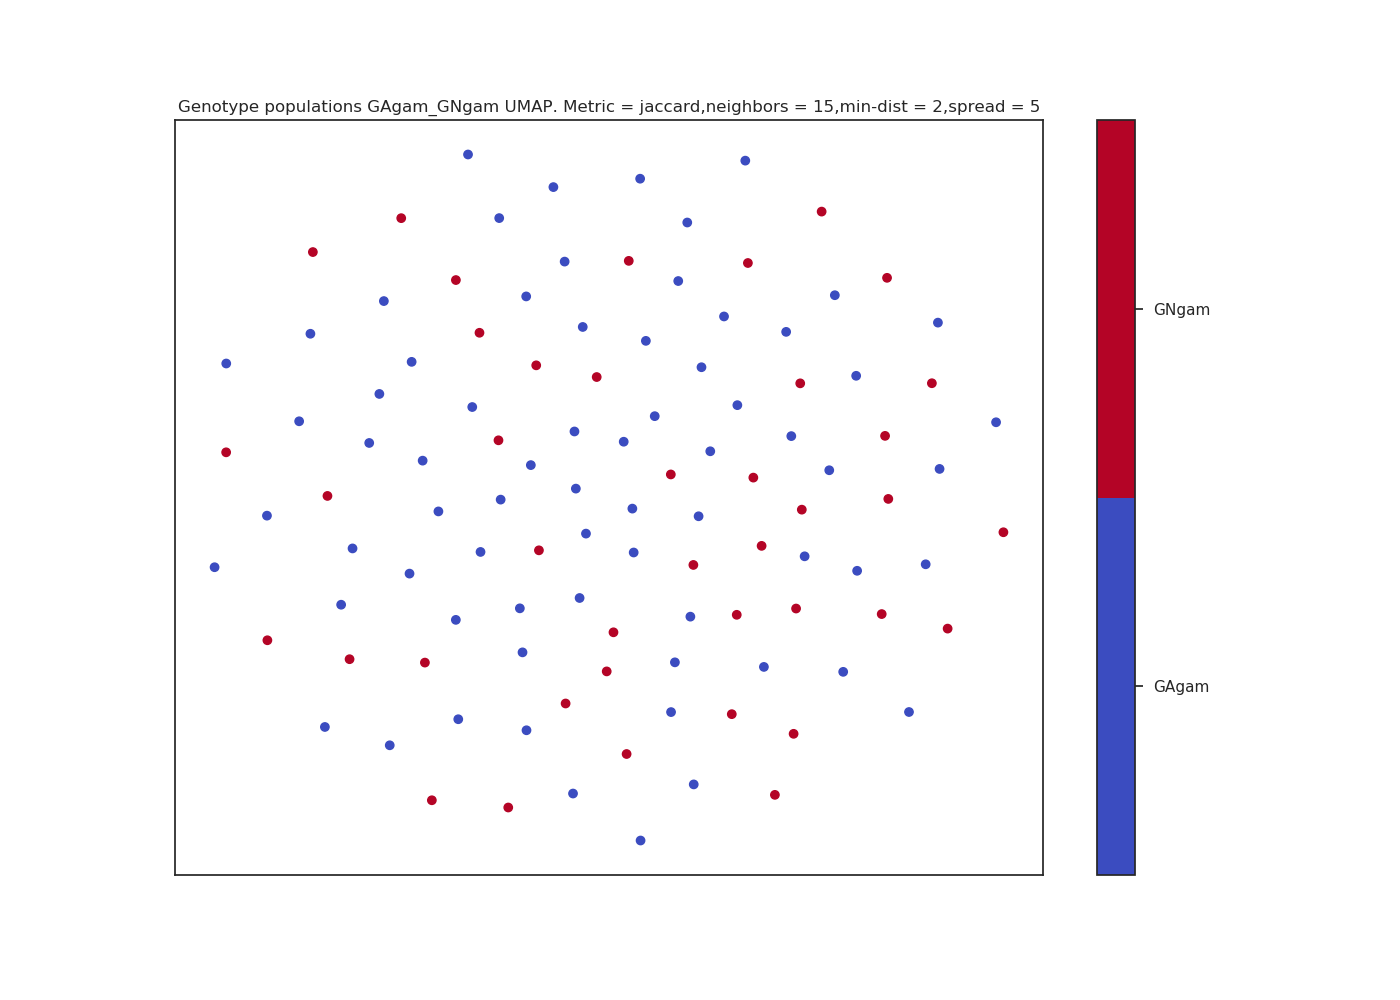 Genotype populations GAgam_GNgam UMAP. Metric = jaccard,neighbors = 15,min-dist = 2,spread = 5
GNgam
GAgam